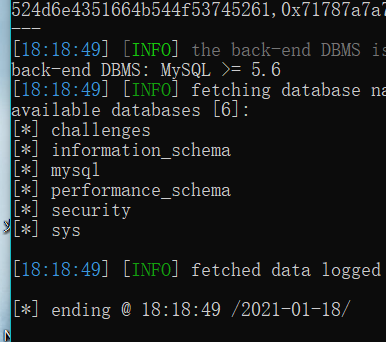 524d6e4351664b544f53745261,0x71787a7a7
---
[18:18:49] [INFO] the back-end DBMS is
back-end DBMS: MySQL >= 5.6
[18:18:49] [INFO] fetching database na
available databases [6]:
[*] challenges
[*] information_schema
[*] mysql
[*] performance_schema
[*] security
[*] sys
[18:18:49] [INFO] fetched data logged
[*] ending @ 18:18:49 /2021-01-18/